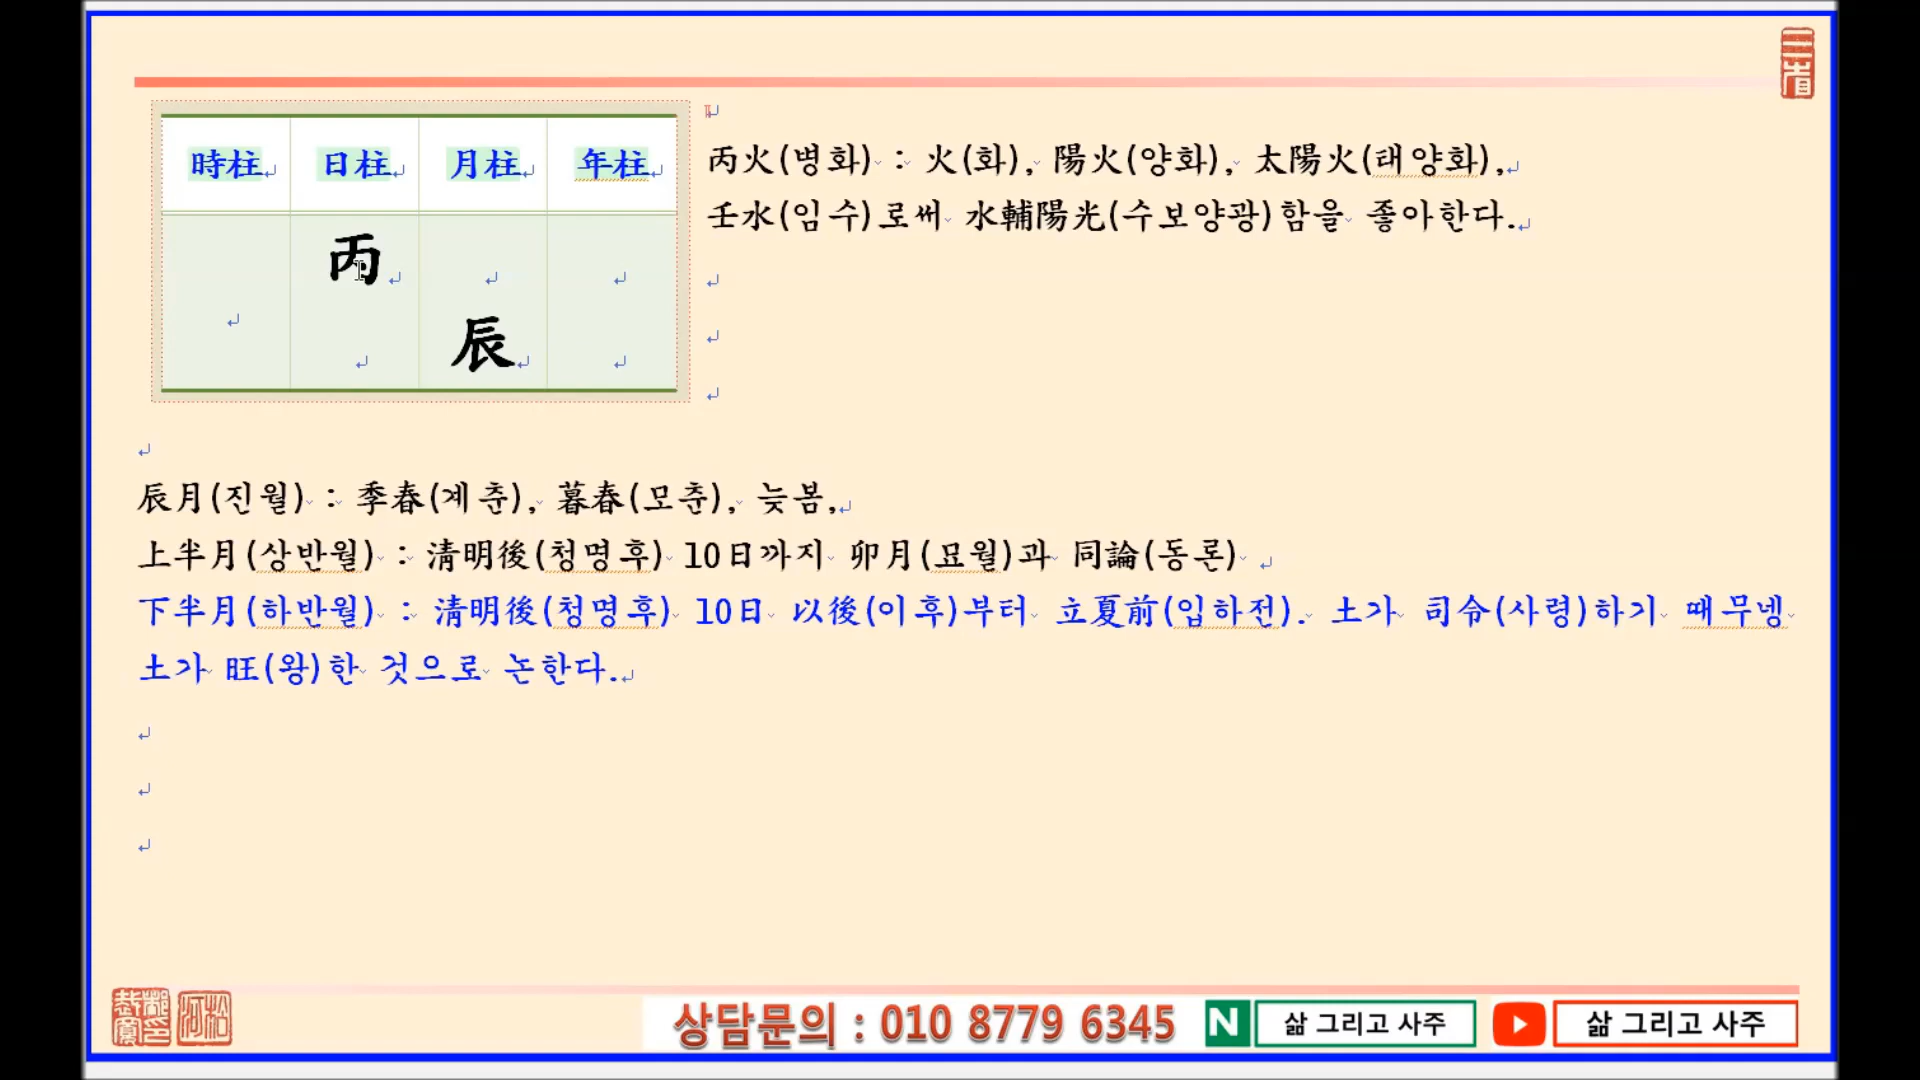 三省
時柱 日柱 月柱 年柱
丙
辰
丙火(병화) : 火(화), 陽火(양화), 太陽火(태양화),
壬水(임수)로써 水輔陽光(수보양광)함을 좋아한다.
辰月(진월) : 季春(계춘), 暮春(모춘), 늦봄,
上半月(상반월) : 清明後(청명후) 10日까지 卯月(묘월)과 同論(동론)
下半月(하반월) : 清明後(청명후) 10日 以後(이후)부터 立夏前(입하전). 土가 司令(사령)하기 때무넹
土가 旺(왕)한 것으로 논한다.
상담문의 : 010 8779 6345
N 삶 그리고 사주
삶 그리고 사주